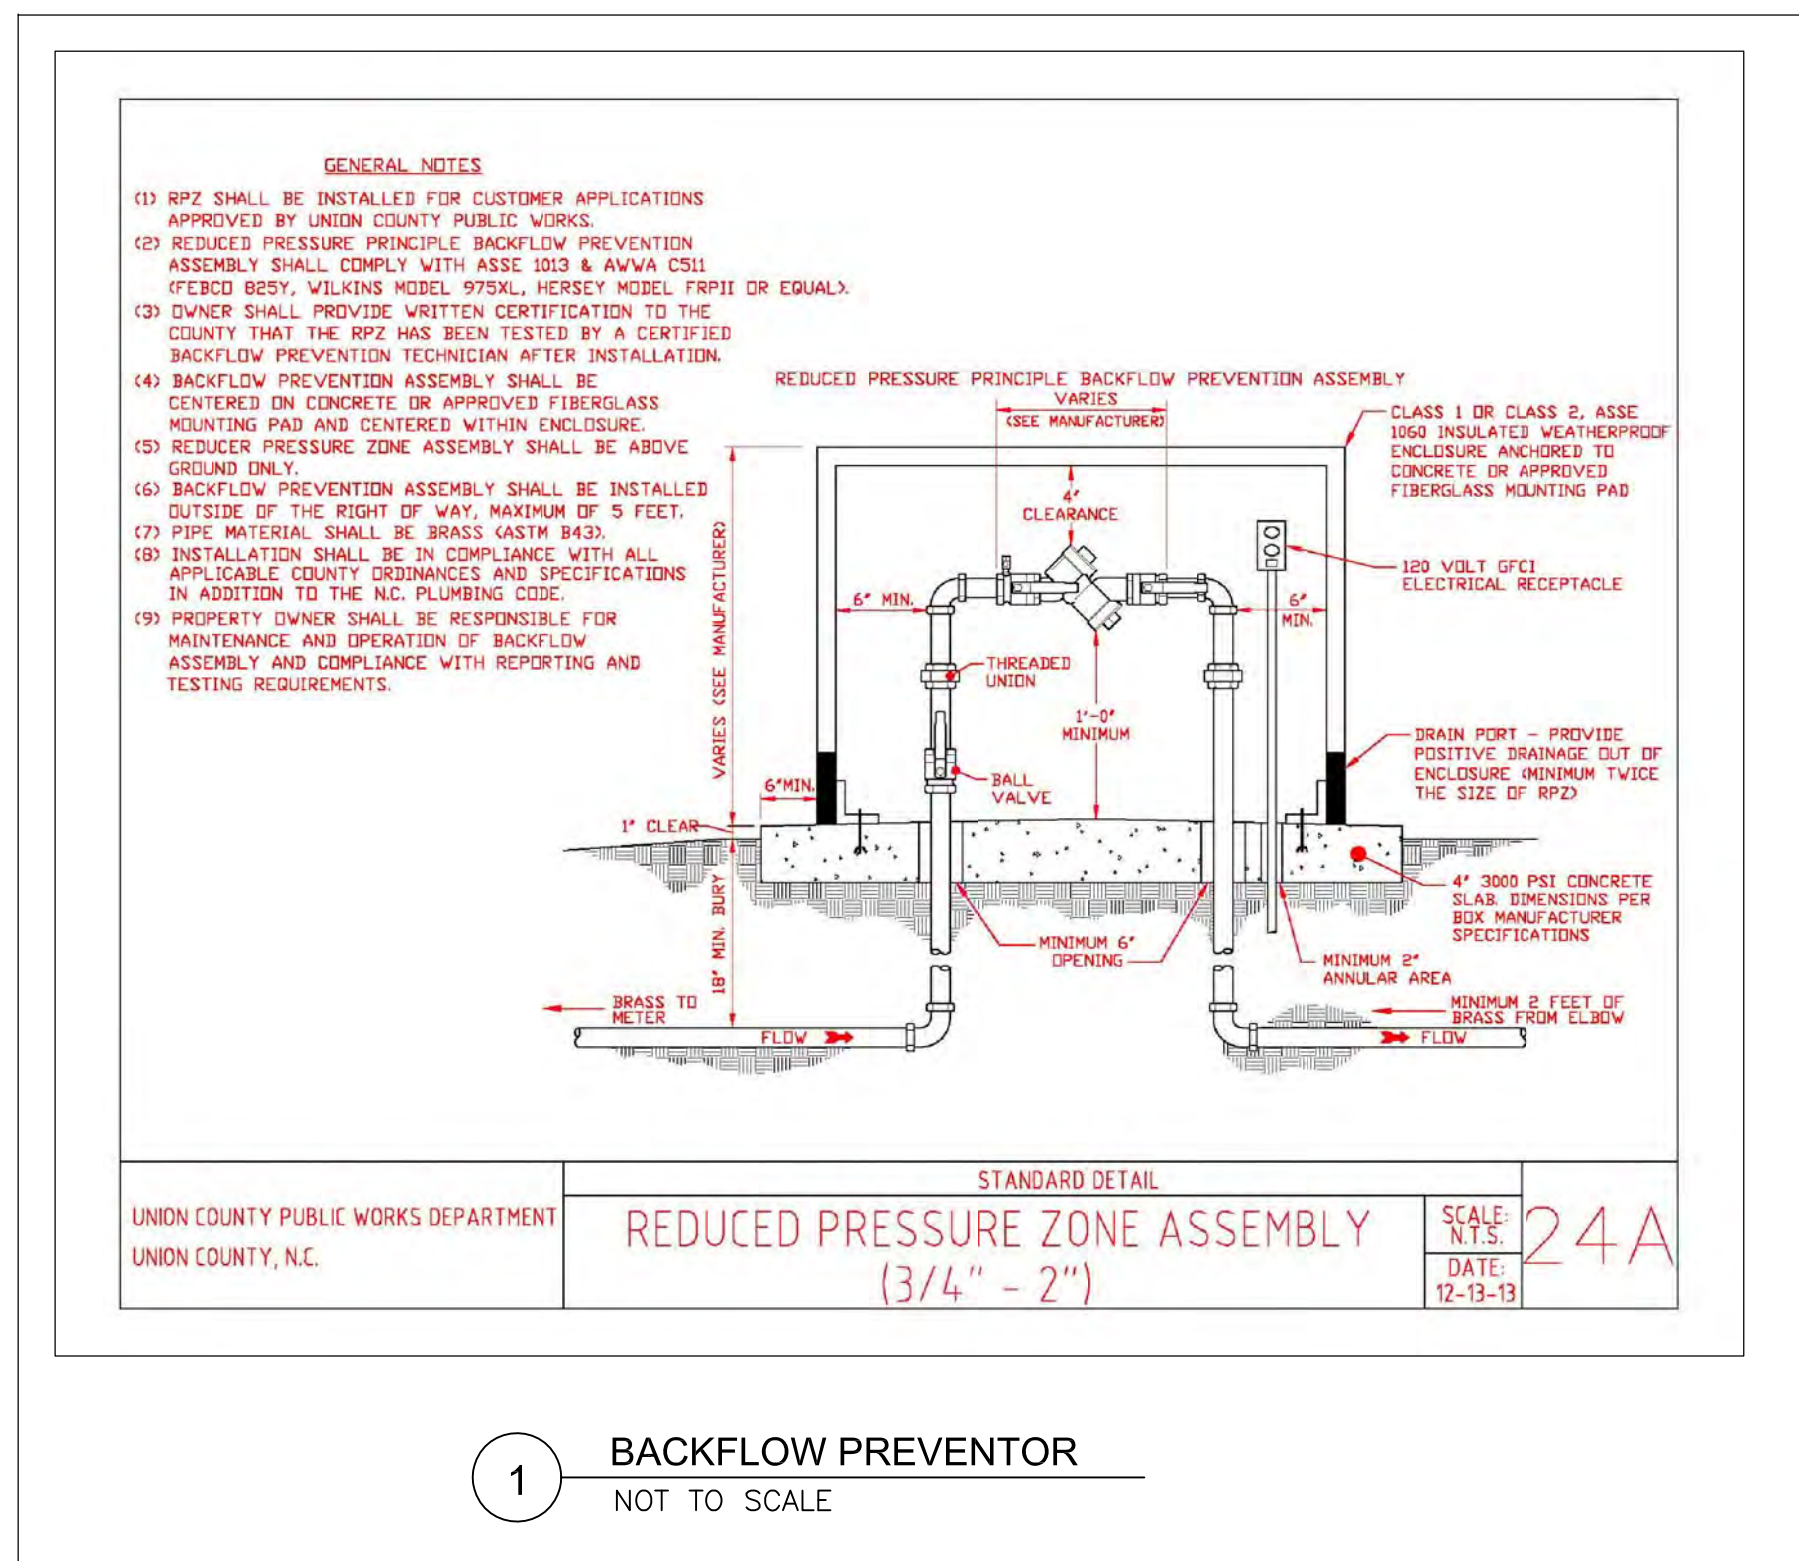 GENERAL NOTES
(1) RPZ SHALL BE INSTALLED FOR CUSTOMER APPLICATIONS
APPROVED BY UNION COUNTY PUBLIC WORKS.
(2) REDUCED PRESSURE PRINCIPLE BACKFLOW PREVENTION
ASSEMBLY SHALL COMPLY WITH ASSE 1013 & AWWA C511
(FEBCO 825Y, WILKINS MODEL 975XL, HERSEY MODEL FRPII OR EQUAL).
(3) OWNER SHALL PROVIDE WRITTEN CERTIFICATION TO THE
COUNTY THAT THE RPZ HAS BEEN TESTED BY A CERTIFIED
BACKFLOW PREVENTION TECHNICIAN AFTER INSTALLATION.
(4) BACKFLOW PREVENTION ASSEMBLY SHALL BE
CENTERED ON CONCRETE OR APPROVED FIBERGLASS
MOUNTING PAD AND CENTERED WITHIN ENCLOSURE.
(5) REDUCER PRESSURE ZONE ASSEMBLY SHALL BE ABOVE
GROUND ONLY.
(6) BACKFLOW PREVENTION ASSEMBLY SHALL BE INSTALLED
OUTSIDE OF THE RIGHT OF WAY, MAXIMUM OF 5 FEET.
(7) PIPE MATERIAL SHALL BE BRASS (ASTM B43).
(8) INSTALLATION SHALL BE IN COMPLIANCE WITH ALL
APPLICABLE COUNTY ORDINANCES AND SPECIFICATIONS
IN ADDITION TO THE N.C. PLUMBING CODE.
(9) PROPERTY OWNER SHALL BE RESPONSIBLE FOR
MAINTENANCE AND OPERATION OF BACKFLOW
ASSEMBLY AND COMPLIANCE WITH REPORTING AND
TESTING REQUIREMENTS.
REDUCED PRESSURE PRINCIPLE BACKFLOW PREVENTION ASSEMBLY
VARIES
(SEE MANUFACTURER)
CLASS 1 OR CLASS 2, ASSE
1060 INSULATED WEATHERPROOF
ENCLOSURE ANCHORED TO
CONCRETE OR APPROVED
FIBERGLASS MOUNTING PAD
4"
CLEARANCE
120 VOLT GFCI
ELECTRICAL RECEPTACLE
6" MIN.
6"
MIN.
VARIES (SEE MANUFACTURER)
THREADED
UNION
1'-0"
MINIMUM
DRAIN PORT - PROVIDE
POSITIVE DRAINAGE OUT OF
ENCLOSURE (MINIMUM TWICE
THE SIZE OF RPZ)
6"MIN.
BALL
VALVE
1" CLEAR
18" MIN. BURY
4" 3000 PSI CONCRETE
SLAB. DIMENSIONS PER
BOX MANUFACTURER
SPECIFICATIONS
MINIMUM 6"
OPENING
MINIMUM 2"
ANNULAR AREA
BRASS TO
METER
MINIMUM 2 FEET OF
BRASS FROM ELBOW
FLOW
FLOW
UNION COUNTY PUBLIC WORKS DEPARTMENT
UNION COUNTY, N.C.
STANDARD DETAIL
REDUCED PRESSURE ZONE ASSEMBLY
(3/4" - 2")
SCALE:
N.T.S.
DATE:
12-13-13
24A
1
BACKFLOW PREVENTOR
NOT TO SCALE